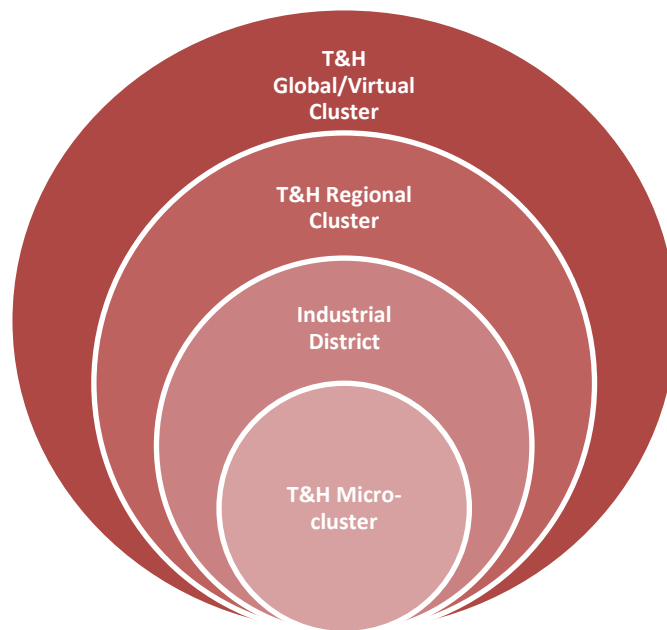 T&H
Global/Virtual
Cluster
T&H Regional
Cluster
Industrial
District
T&H Micro-
cluster